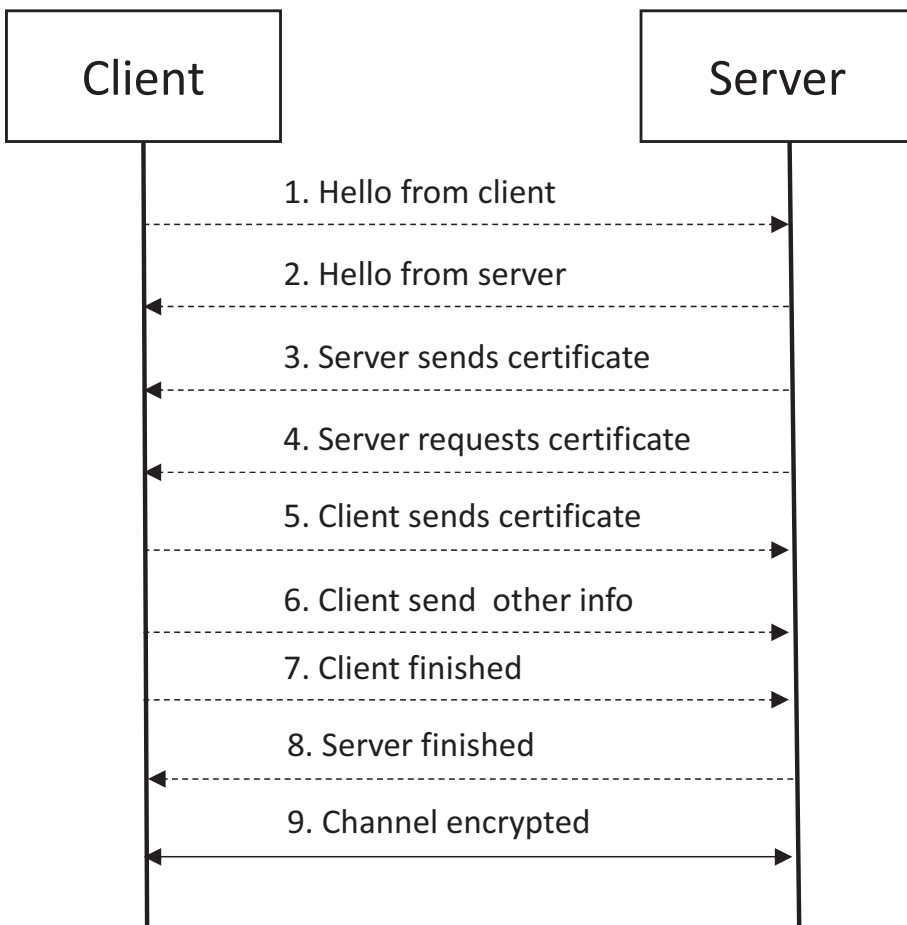 Client
Server
1. Hello from client
2. Hello from server
3. Server sends certificate
4. Server requests certificate
5. Client sends certificate
6. Client send  other info
7. Client finished
8. Server finished
9. Channel encrypted